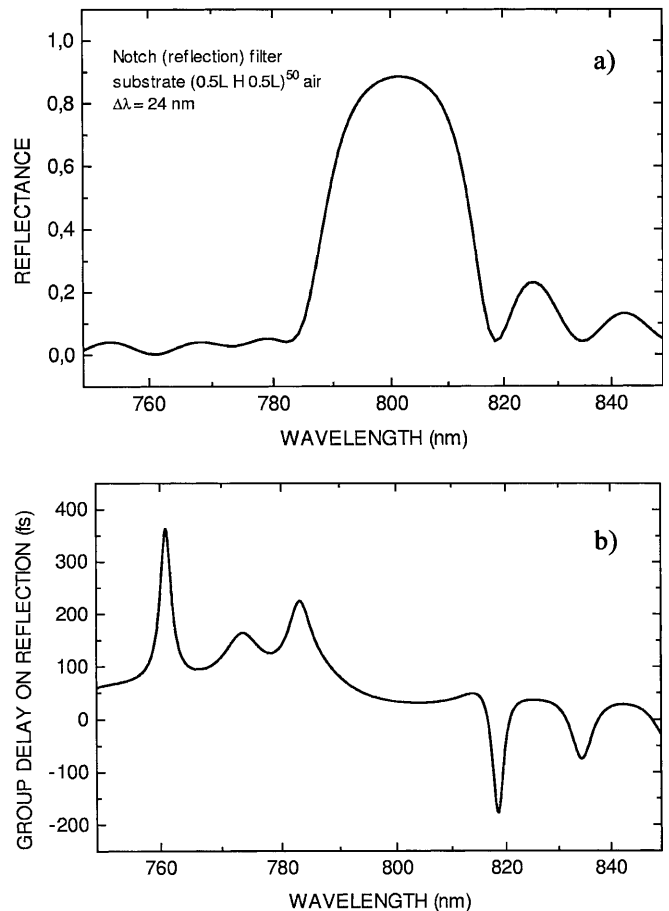 1,0
0,8
0,6
0,4
0,2
0,0
REFLECTANCE
Notch (reflection) filter
substrate (0.5L H 0.5L)⁵⁰ air
Δλ = 24 nm
a)
760
780
800
820
840
WAVELENGTH (nm)
400
300
200
100
0
-100
-200
GROUP DELAY ON REFLECTION (fs)
b)
760
780
800
820
840
WAVELENGTH (nm)